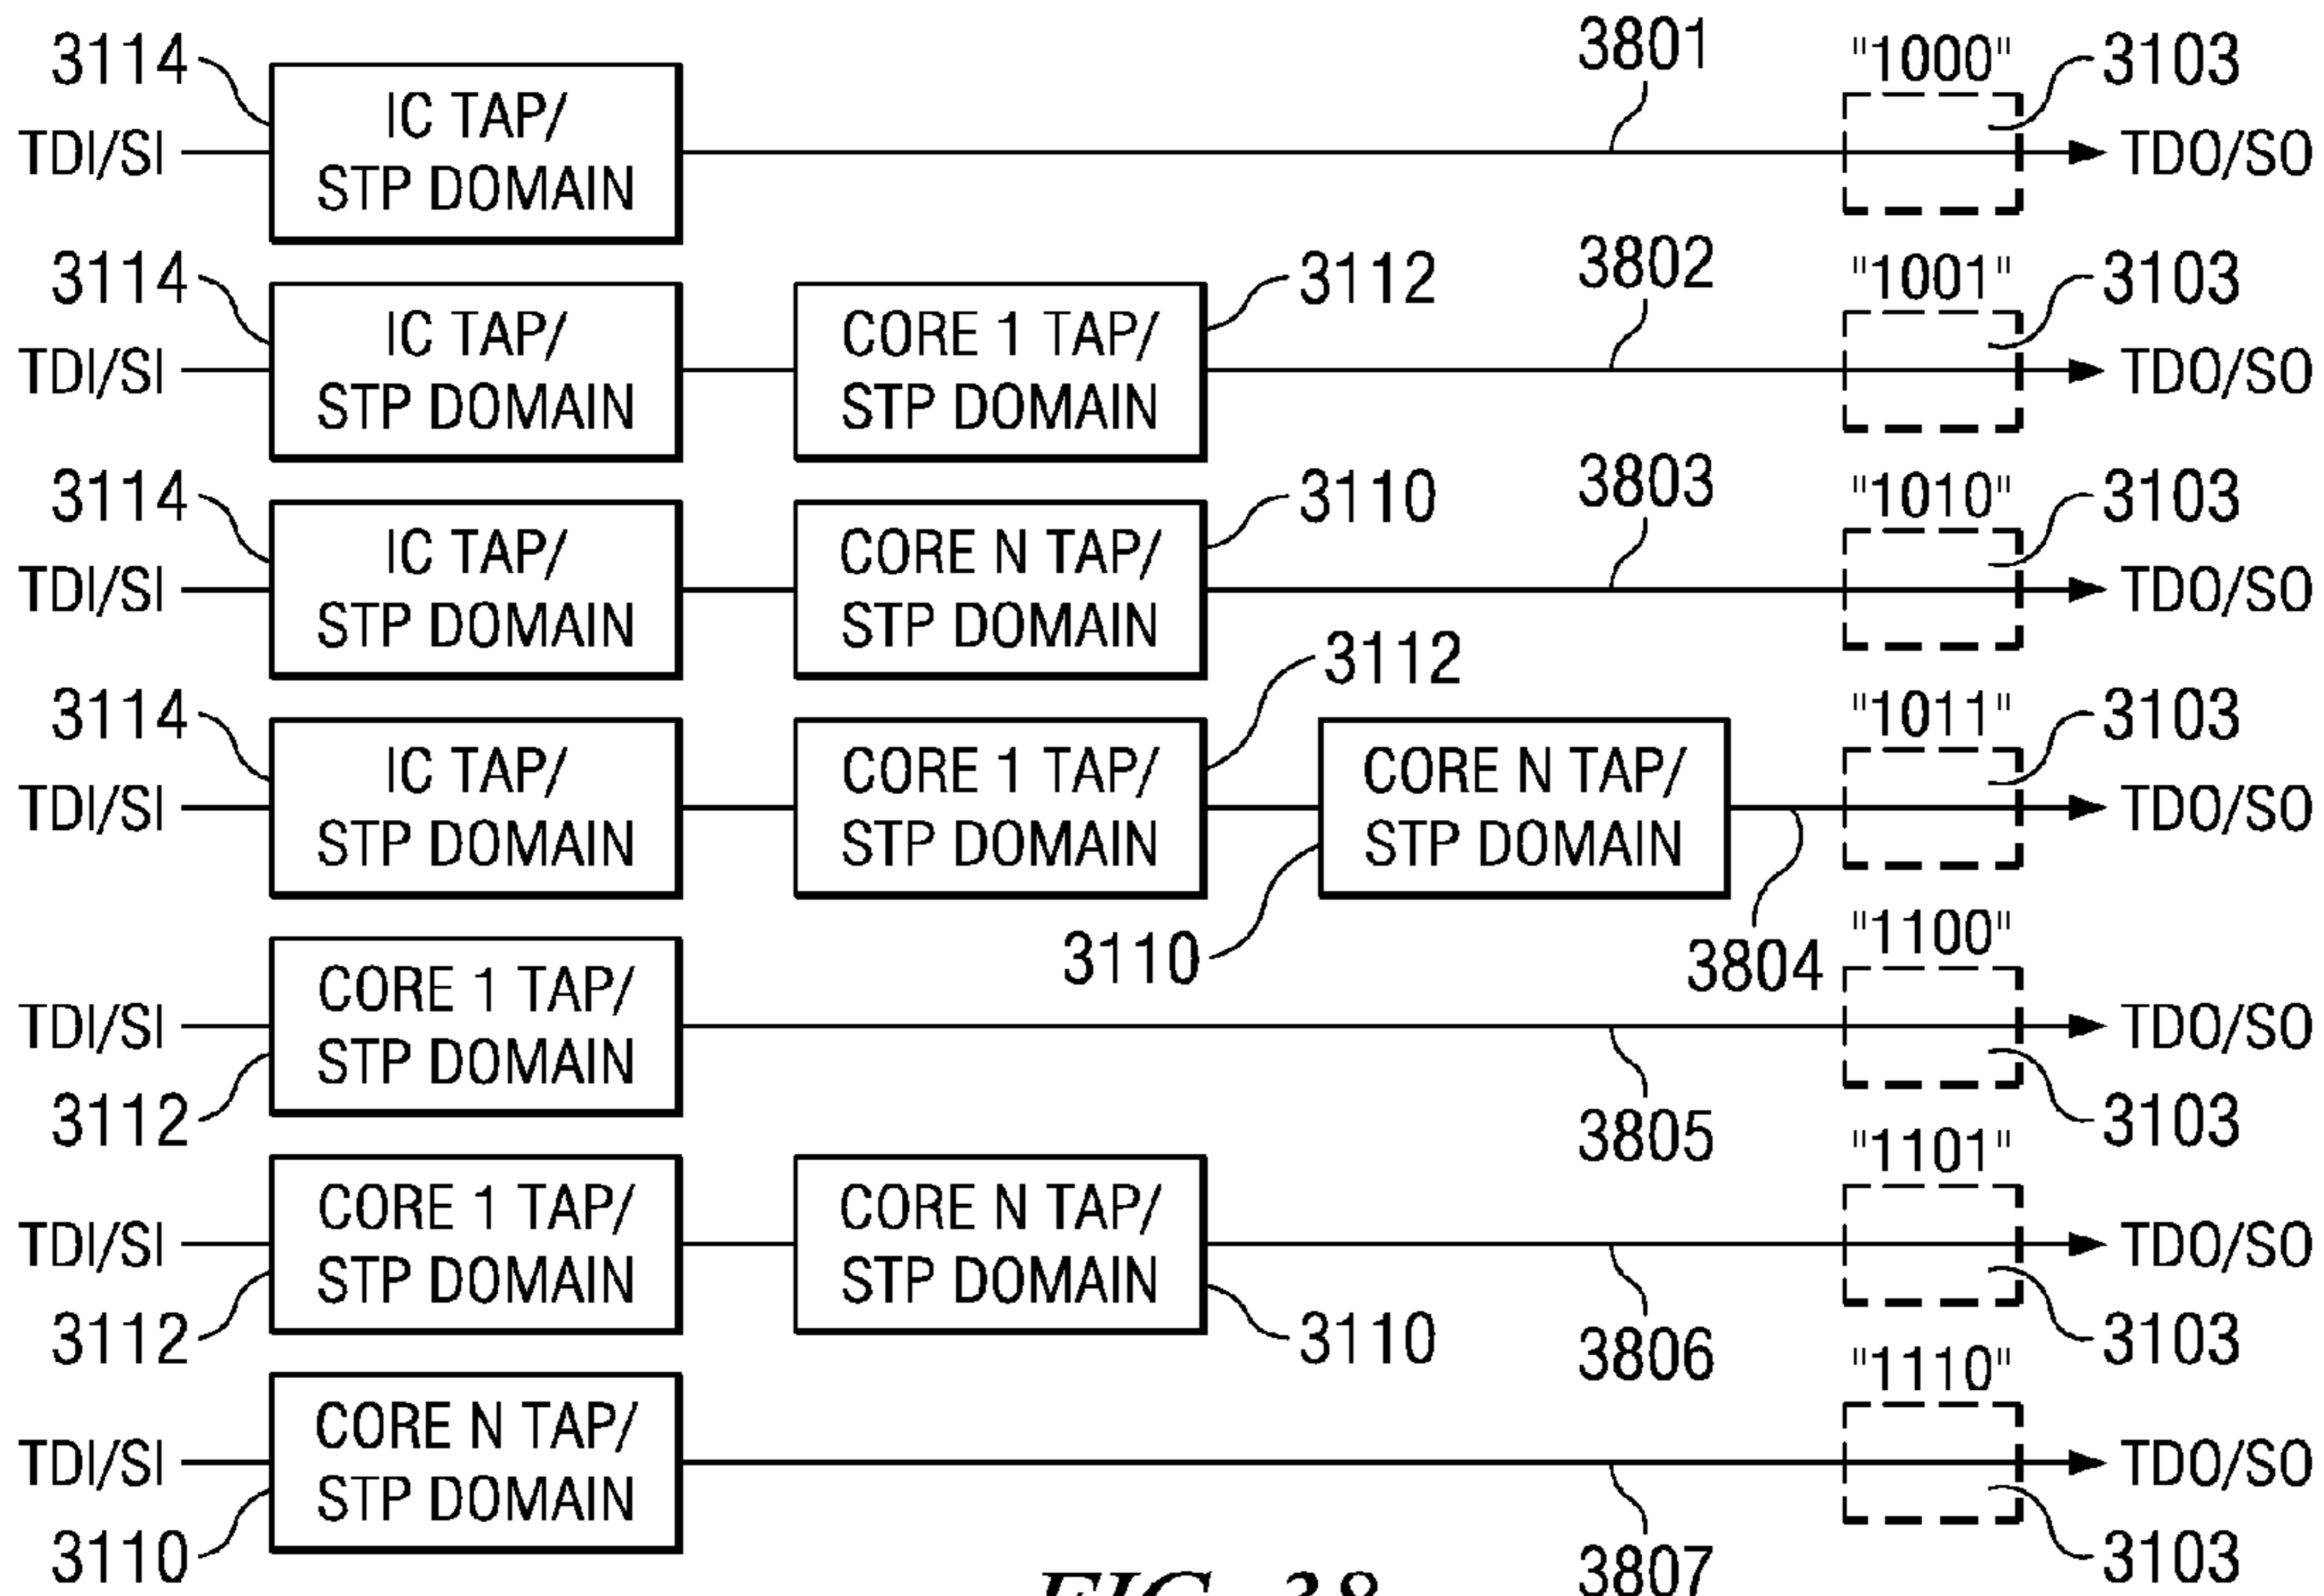 3114
IC TAP/
STP DOMAIN
TDI/SI
3801
"1000"
3103
TDO/SO
3114
IC TAP/
STP DOMAIN
TDI/SI
CORE 1 TAP/
STP DOMAIN
3112
3802
"1001"
3103
TDO/SO
3114
IC TAP/
STP DOMAIN
TDI/SI
CORE N TAP/
STP DOMAIN
3110
3803
"1010"
3103
TDO/SO
3114
IC TAP/
STP DOMAIN
TDI/SI
CORE 1 TAP/
STP DOMAIN
3112
CORE N TAP/
STP DOMAIN
3110
3804
"1011"
3103
TDO/SO
TDI/SI
CORE 1 TAP/
STP DOMAIN
3112
3805
"1100"
TDO/SO
3103
TDI/SI
CORE 1 TAP/
STP DOMAIN
3112
CORE N TAP/
STP DOMAIN
3110
3806
"1101"
TDO/SO
3103
TDI/SI
CORE N TAP/
STP DOMAIN
3110
3807
"1110"
TDO/SO
3103
FIG. 38